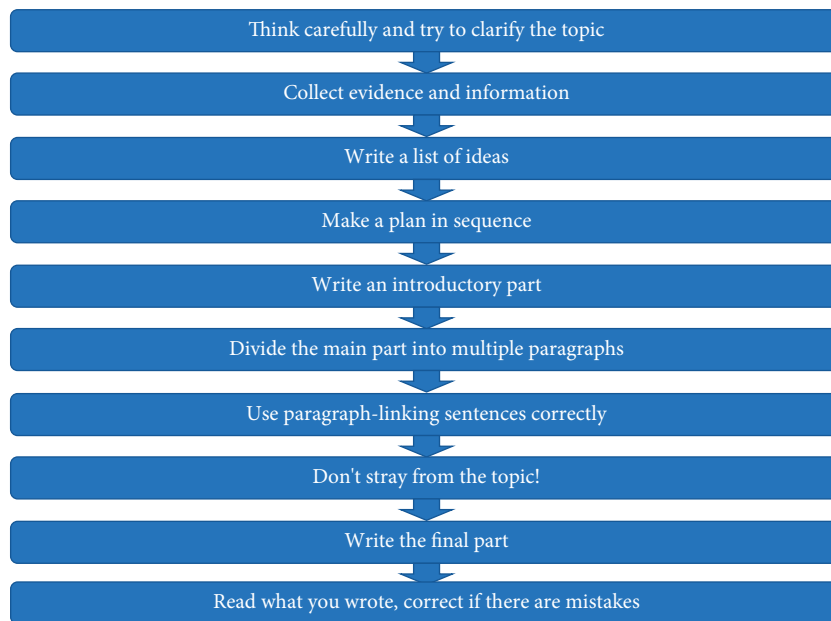 Think carefully and try to clarify the topic
Collect evidence and information
Write a list of ideas
Make a plan in sequence
Write an introductory part
Divide the main part into multiple paragraphs
Use paragraph-linking sentences correctly
Don't stray from the topic!
Write the final part
Read what you wrote, correct if there are mistakes